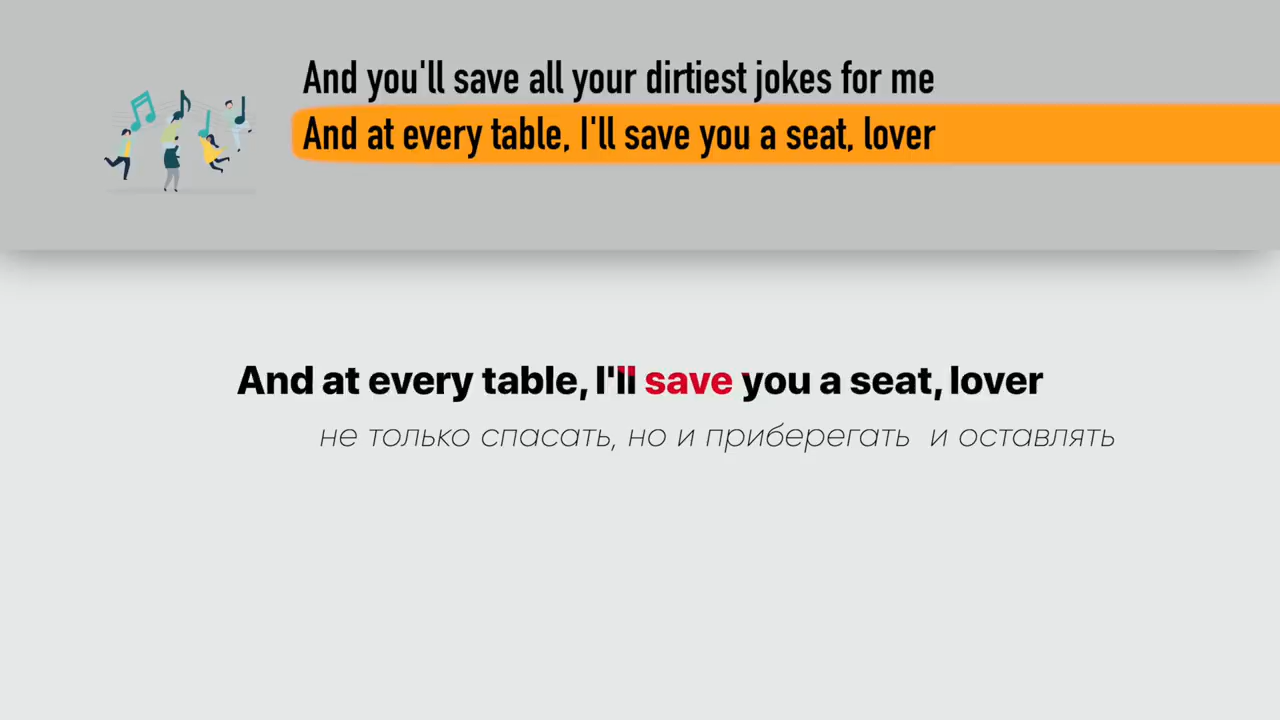 And you'll save all your dirtiest jokes for me
And at every table, I'll save you a seat, lover
And at every table, I'll save you a seat, lover
не только спасать, но и приберегать и оставлять